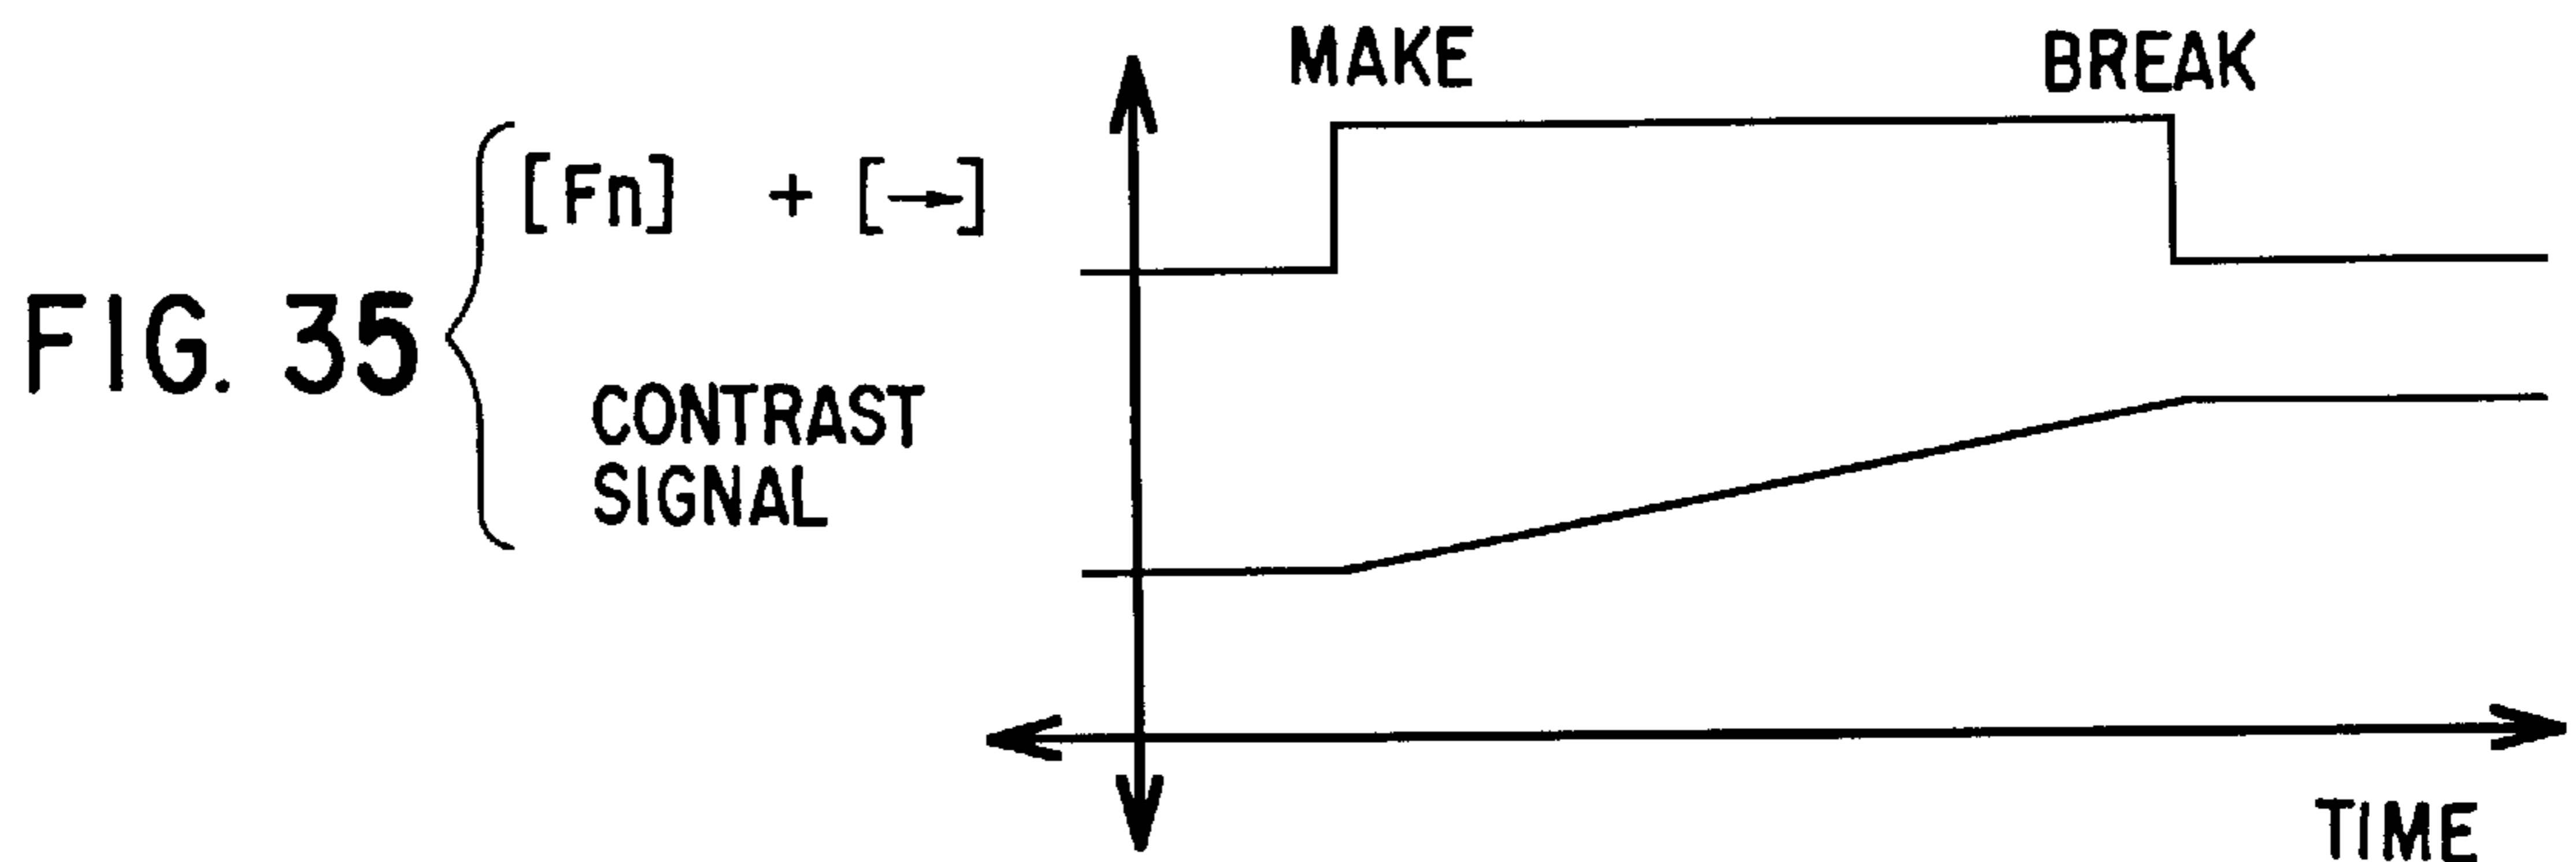 MAKE
BREAK
[Fn] + [→]
FIG. 35
CONTRAST
SIGNAL
TIME